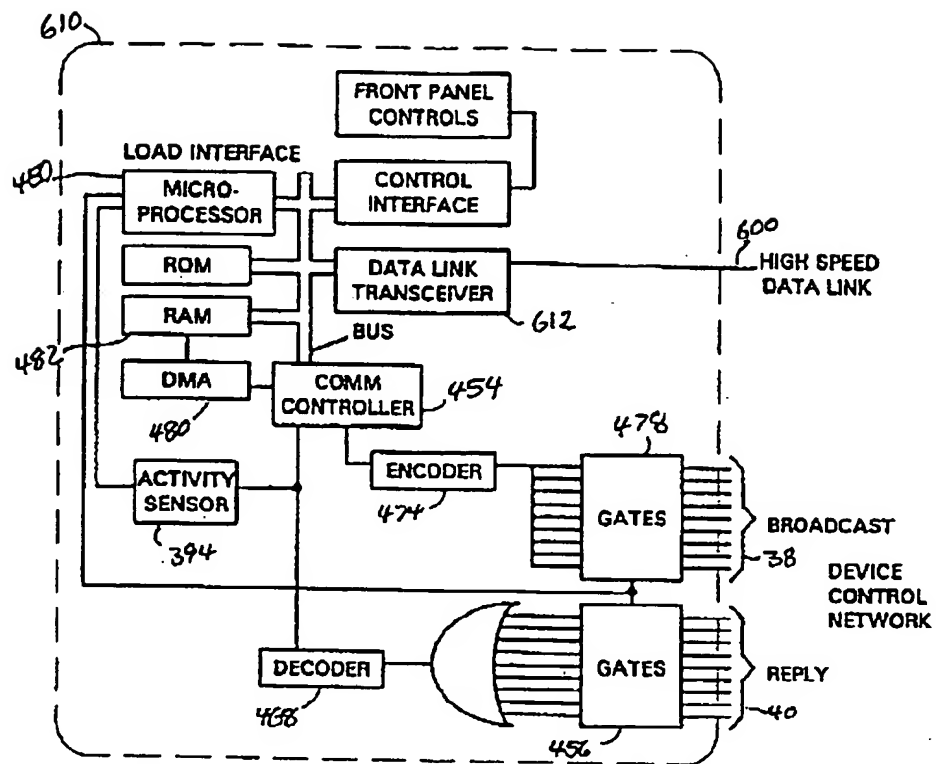 610
FRONT PANEL
CONTROLS
LOAD INTERFACE
480
MICRO-
PROCESSOR
CONTROL
INTERFACE
600
HIGH SPEED
DATA LINK
ROM
DATA LINK
TRANSCEIVER
612
RAM
BUS
482
DMA
480
COMM
CONTROLLER
454
478
ACTIVITY
SENSOR
394
ENCODER
474
GATES
BROADCAST
38
DEVICE
CONTROL
NETWORK
DECODER
468
GATES
REPLY
40
456